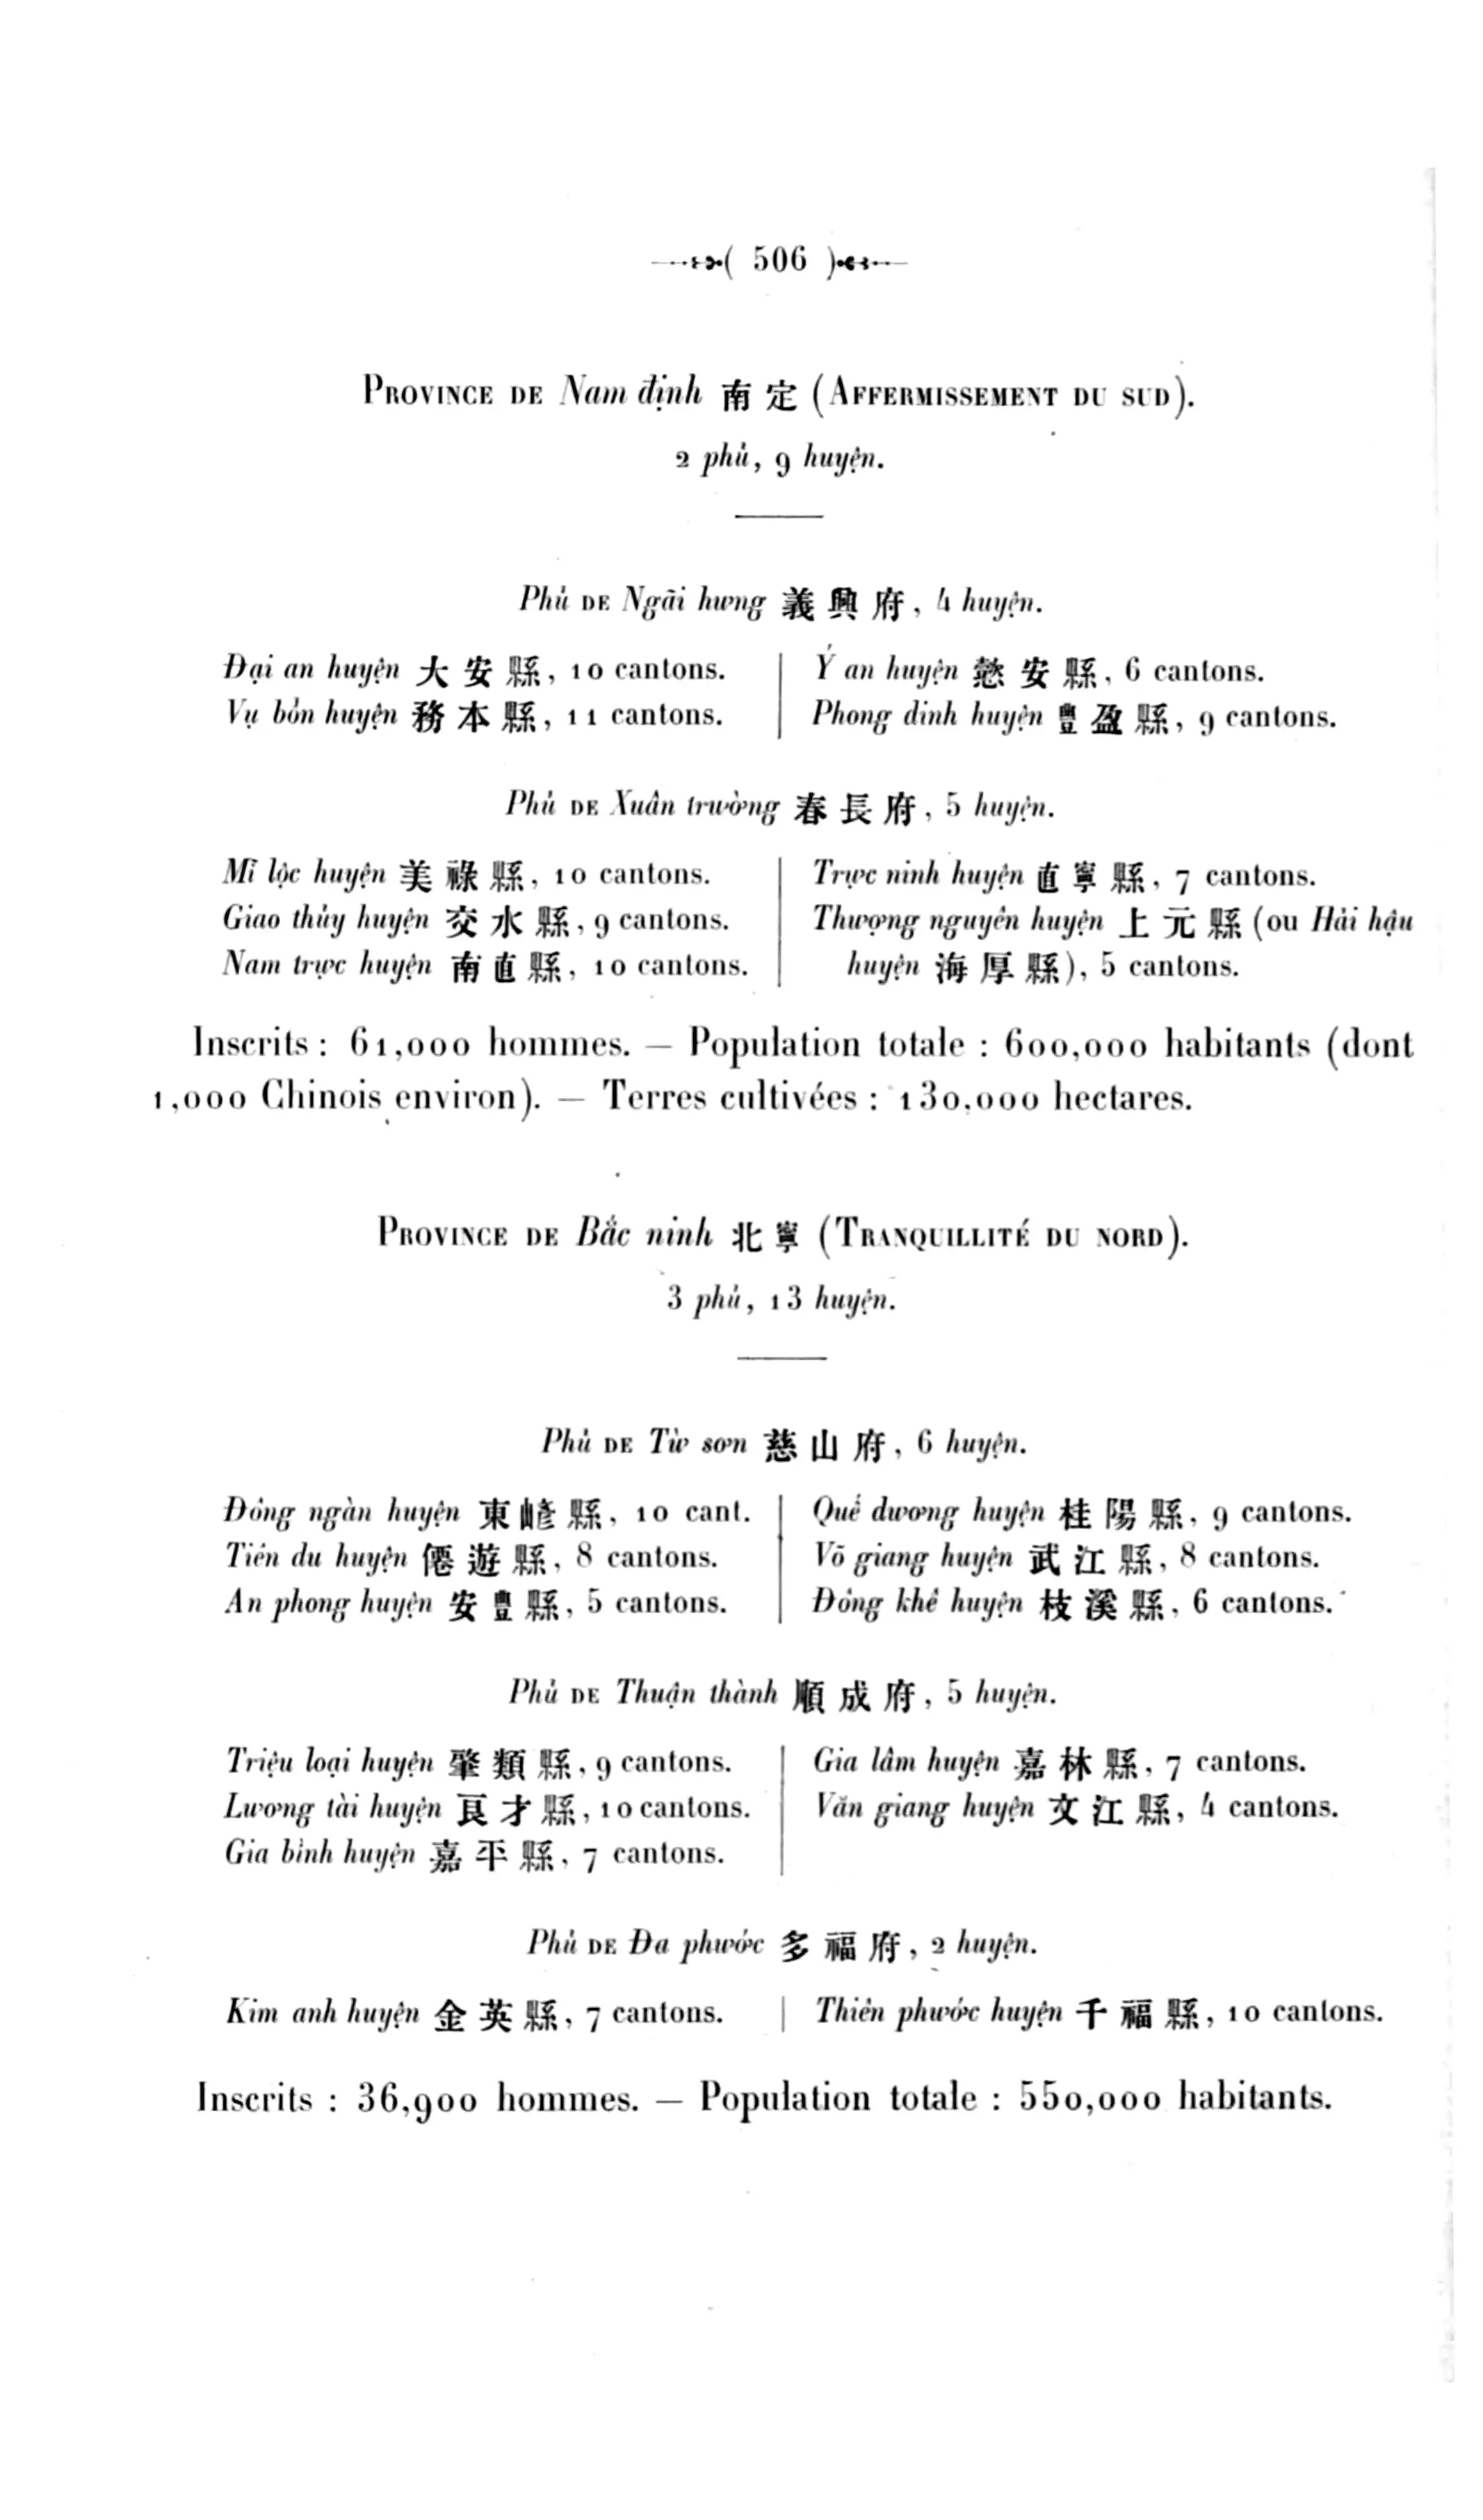 ( 506 )
PROVINCE DE Nam định 南定 (AFFERMISSEMENT DU SUD).
2 phủ, 9 huyện.
Phủ DE Ngãi hưng 義興府, 4 huyện.
Đại an huyện 大安縣, 10 cantons.
Vụ bổn huyện 務本縣, 11 cantons.
Ý an huyện 懿安縣, 6 cantons.
Phong dinh huyện 豐盈縣, 9 cantons.
Phủ DE Xuân trường 春長府, 5 huyện.
Mĩ lộc huyện 美祿縣, 10 cantons.
Giao thủy huyện 交水縣, 9 cantons.
Nam trực huyện 南直縣, 10 cantons.
Trực ninh huyện 直寧縣, 7 cantons.
Thượng nguyên huyện 上元縣 (ou Hải hậu
huyện 海厚縣), 5 cantons.
Inscrits : 61,000 hommes. — Population totale : 600,000 habitants (dont
1,000 Chinois environ). — Terres cultivées : 130,000 hectares.
PROVINCE DE Bắc ninh 北寧 (TRANQUILLITÉ DU NORD).
3 phủ, 13 huyện.
Phủ DE Từ sơn 慈山府, 6 huyện.
Đông ngàn huyện 東𡾵縣, 10 cant.
Tiên du huyện 僊遊縣, 8 cantons.
An phong huyện 安豐縣, 5 cantons.
Quế dương huyện 桂陽縣, 9 cantons.
Võ giang huyện 武江縣, 8 cantons.
Đông khê huyện 枝溪縣, 6 cantons.
Phủ DE Thuận thành 順成府, 5 huyện.
Triệu loại huyện 肇類縣, 9 cantons.
Lương tài huyện 良才縣, 10 cantons.
Gia bình huyện 嘉平縣, 7 cantons.
Gia lâm huyện 嘉林縣, 7 cantons.
Văn giang huyện 文江縣, 4 cantons.
Phủ DE Đa phước 多福府, 2 huyện.
Kim anh huyện 金英縣, 7 cantons.
Thiên phước huyện 千福縣, 10 cantons.
Inscrits : 36,900 hommes. — Population totale : 550,000 habitants.